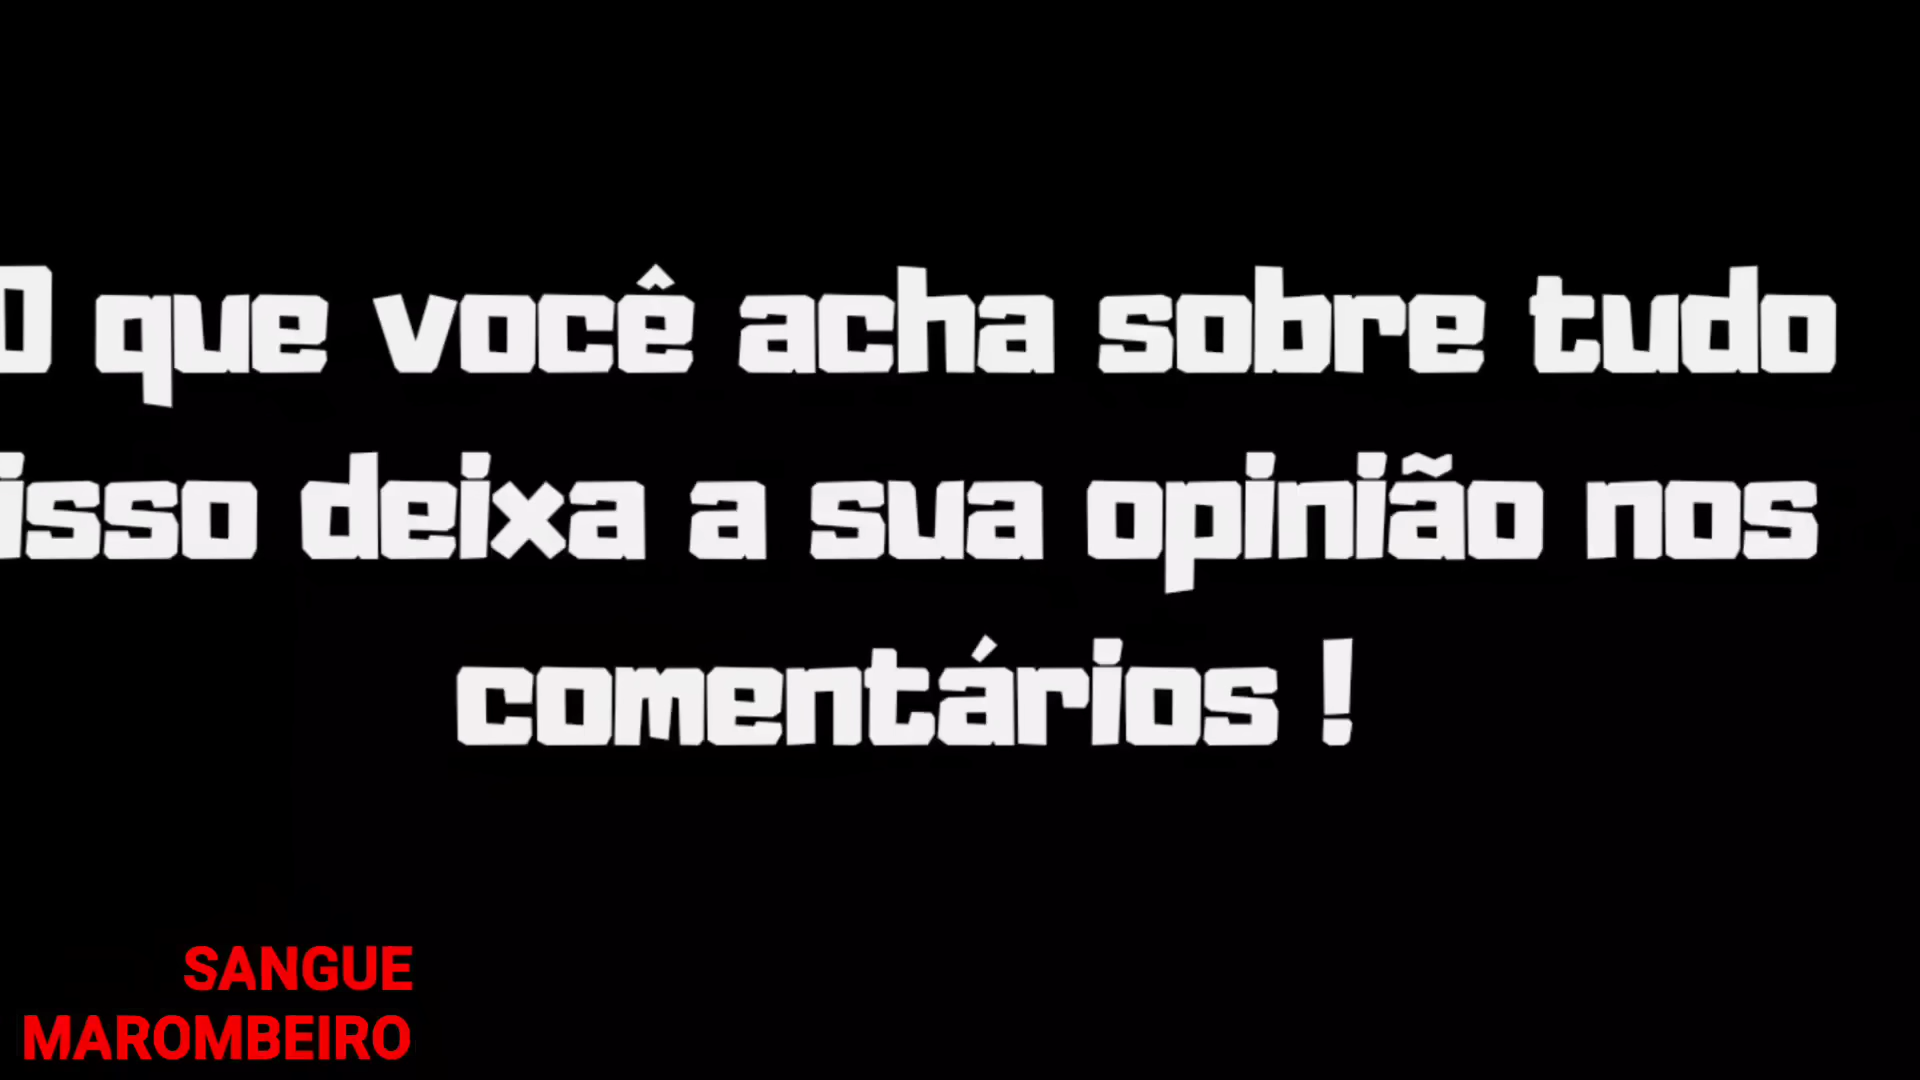 O que você acha sobre tudo
isso deixa a sua opinião nos
comentários !
SANGUE
MAROMBEIRO